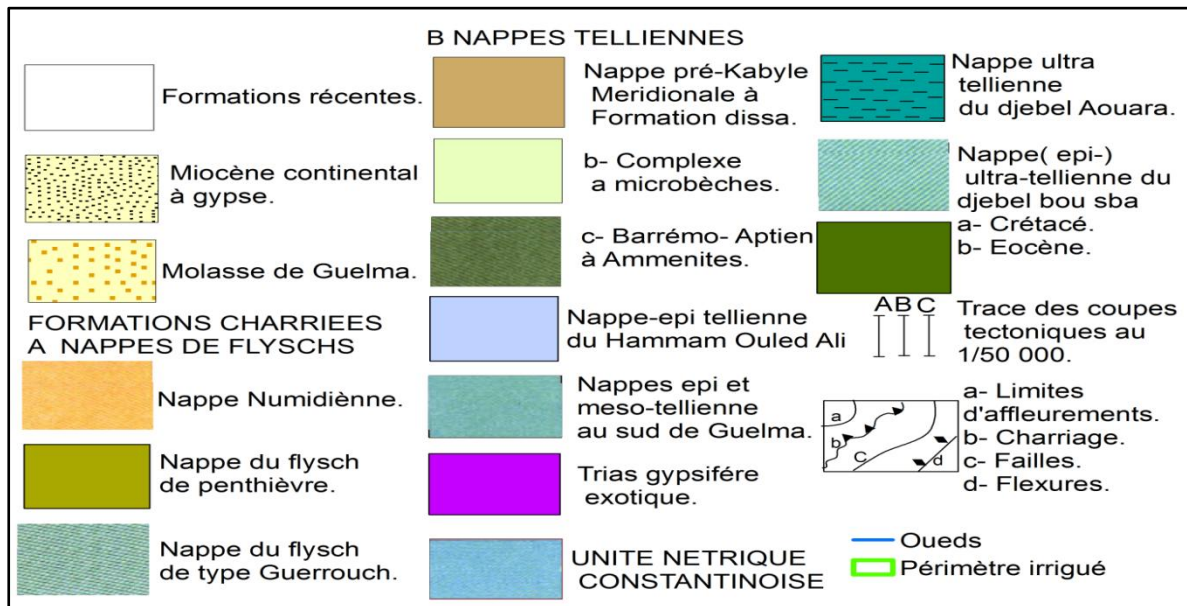 Formations récentes.
Miocène continental
à gypse.
Molasse de Guelma.
FORMATIONS CHARRIEES
A NAPPES DE FLYSCHS
Nappe Numidiènne.
Nappe du flysch
de penthièvre.
Nappe du flysch
de type Guerrouch.
B NAPPES TELLIENNES
Nappe pré-Kabyle
Meridionale à
Formation dissa.
b- Complexe
a microbèches.
c- Barrémo- Aptien
à Ammenites.
Nappe-epi tellienne
du Hammam Ouled Ali
Nappes epi et
meso-tellienne
au sud de Guelma.
Trias gypsifére
exotique.
UNITE NETRIQUE
CONSTANTINOISE
Nappe ultra
tellienne
du djebel Aouara.
Nappe( epi-)
ultra-tellienne du
djebel bou sba
a- Crétacé.
b- Eocène.
A B C
Trace des coupes
tectoniques au
1/50 000.
a
b
C
d
a- Limites
d'affleurements.
b- Charriage.
c- Failles.
d- Flexures.
Oueds
Périmètre irrigué